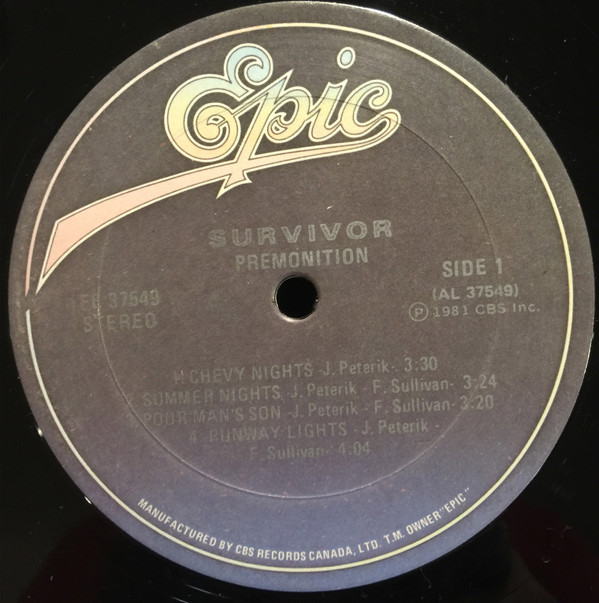 Epic
SURVIVOR
PREMONITION
SIDE 1
(AL 37549)
Ⓟ 1981 CBS Inc.
FL 37549
STEREO
1. CHEVY NIGHTS -J. Peterik- 3:30
SUMMER NIGHTS -J. Peterik - F. Sullivan- 3:24
POOR MAN'S SON -J. Peterik - F. Sullivan- 3:20
4. RUNWAY LIGHTS -J. Peterik -
F. Sullivan- 4:04
MANUFACTURED BY CBS RECORDS CANADA, LTD. T.M. OWNER "EPIC"